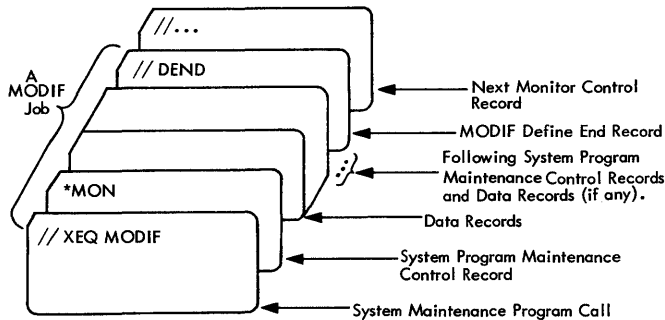 //...
// DEND
A
MODIF
Job
Next Monitor Control
Record
MODIF Define End Record
Following System Program
Maintenance Control Records
and Data Records (if any).
*MON
Data Records
// XEQ MODIF
System Program Maintenance
Control Record
System Maintenance Program Call